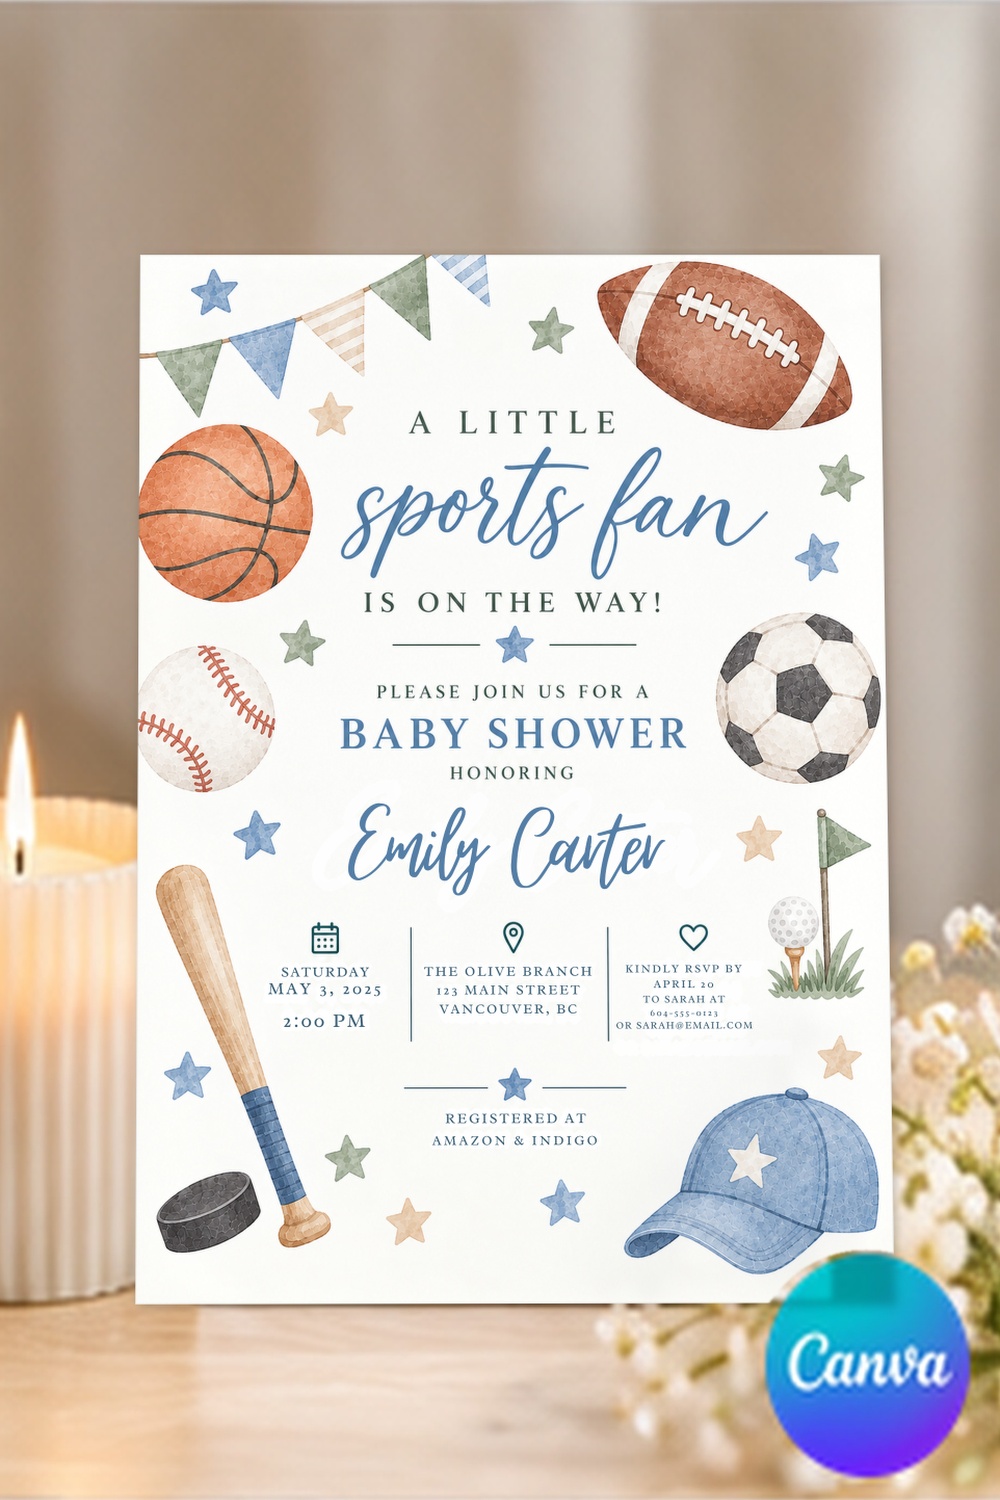 A LITTLE
sports fan
IS ON THE WAY!
PLEASE JOIN US FOR A
BABY SHOWER
HONORING
Emily Carter
SATURDAY
MAY 3, 2025
2:00 PM
THE OLIVE BRANCH
123 MAIN STREET
VANCOUVER, BC
KINDLY RSVP BY
APRIL 20
TO SARAH AT
604-555-0123
OR SARAH@EMAIL.COM
REGISTERED AT
AMAZON & INDIGO
Canva